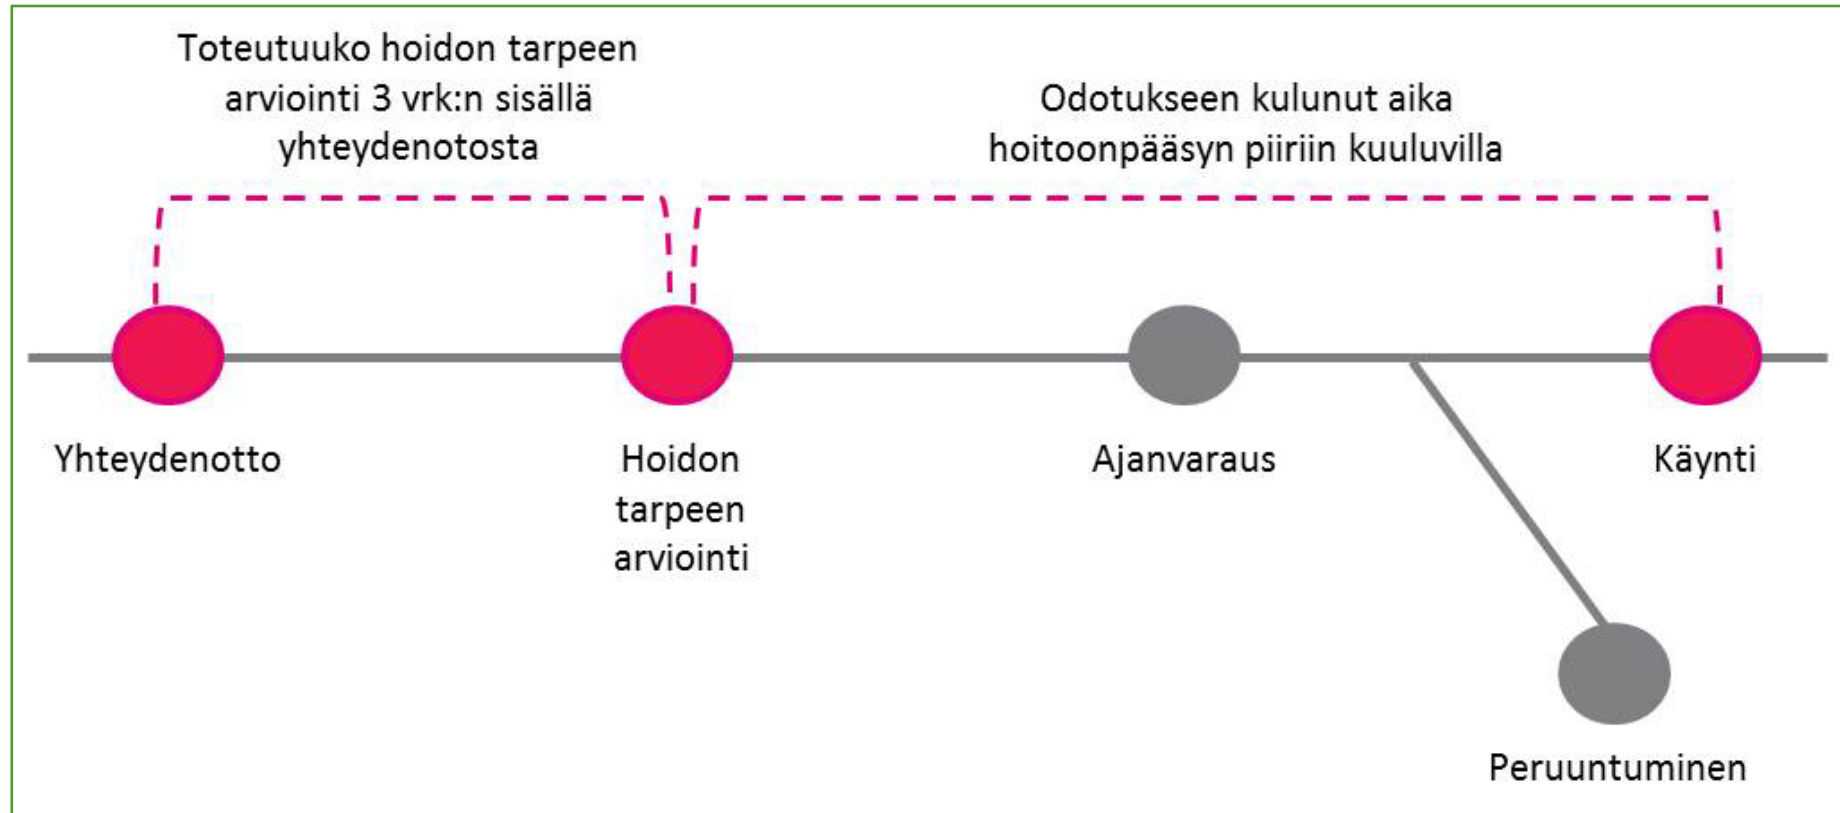 Toteutuuko hoidon tarpeen
arviointi 3 vrk:n sisällä
yhteydenotosta
Odotukseen kulunut aika
hoitoonpääsyn piiriin kuuluvilla
Yhteydenotto
Hoidon
tarpeen
arviointi
Ajanvaraus
Käynti
Peruuntuminen